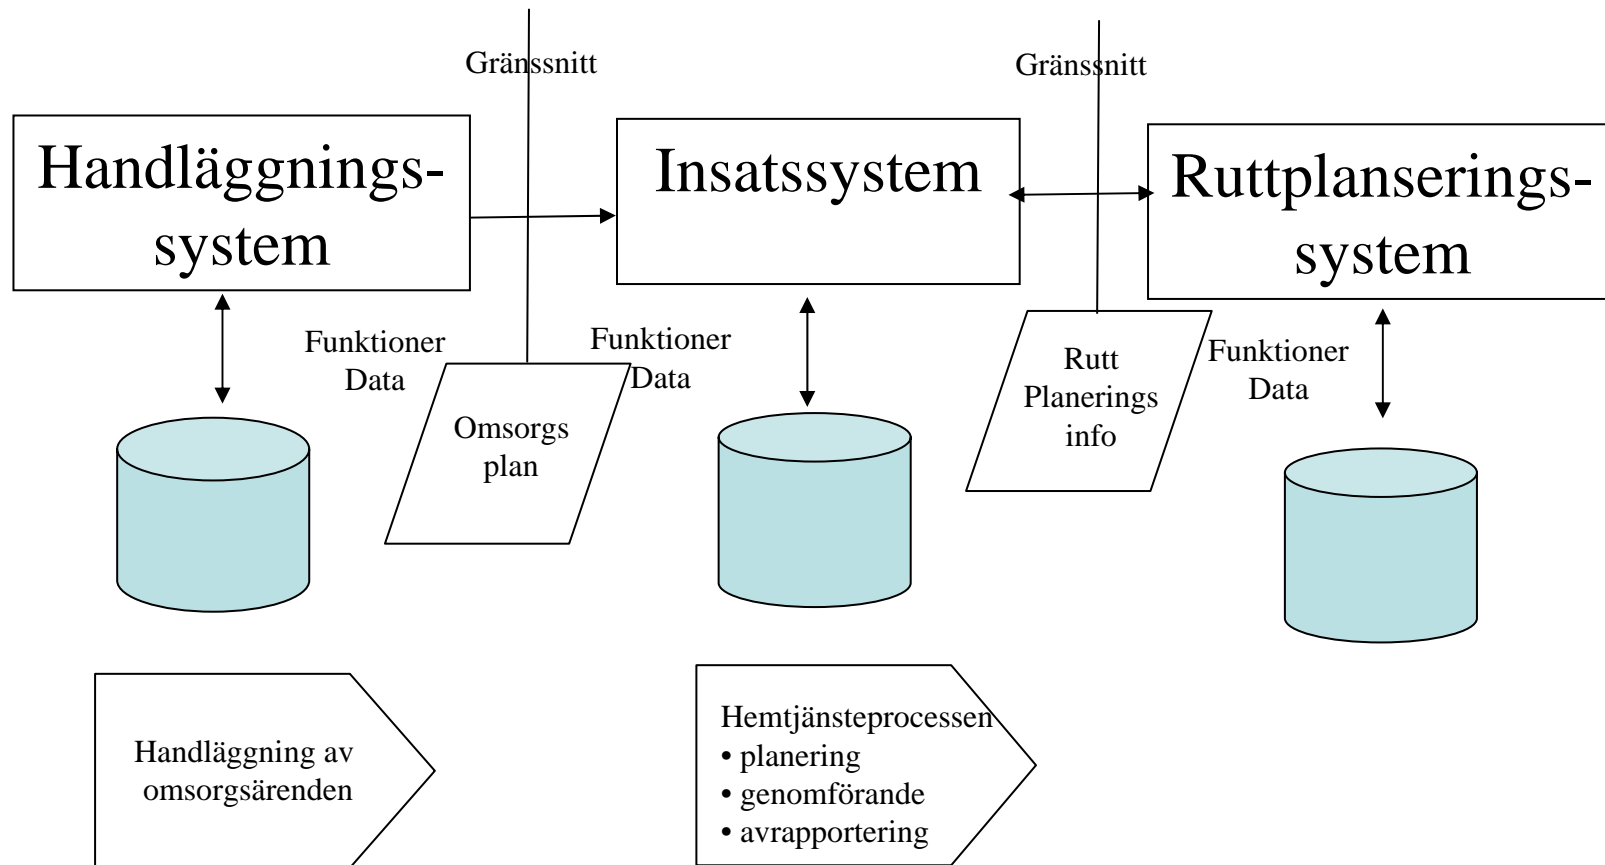 Gränssnitt
Gränssnitt
Handläggnings-
system
Insatssystem
Ruttplanserings-
system
Funktioner
Data
Omsorgs
plan
Funktioner
Data
Rutt
Planerings
info
Funktioner
Data
Handläggning av
omsorgsärenden
Hemtjänsteprocessen
• planering
• genomförande
• avrapportering